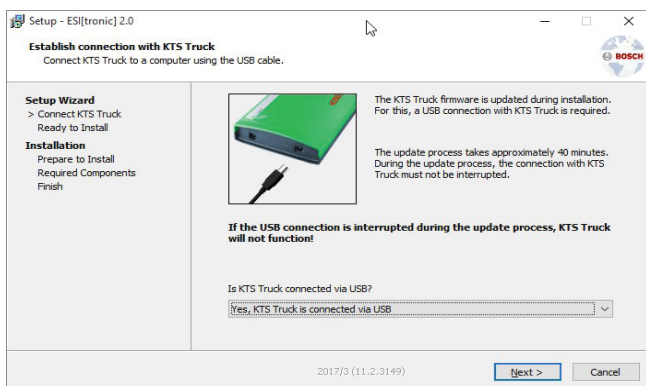 Setup - ESI[tronic] 2.0
Establish connection with KTS Truck
Connect KTS Truck to a computer using the USB cable.
BOSCH
Setup Wizard
> Connect KTS Truck
Ready to Install
Installation
Prepare to Install
Required Components
Finish
The KTS Truck firmware is updated during installation.
For this, a USB connection with KTS Truck is required.
The update process takes approximately 40 minutes.
During the update process, the connection with KTS
Truck must not be interrupted.
If the USB connection is interrupted during the update process, KTS Truck
will not function!
Is KTS Truck connected via USB?
Yes, KTS Truck is connected via USB
2017/3 (11.2.3149)
Next >
Cancel